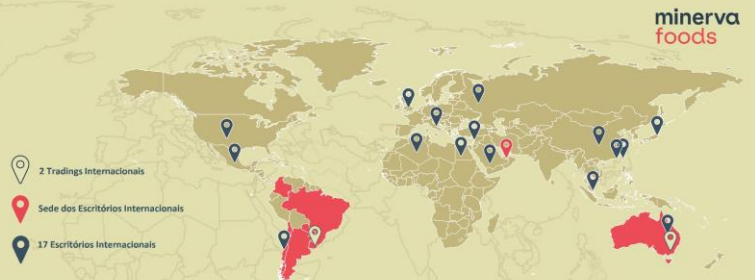 minerva
foods
2 Tradings Internacionais
Sede dos Escritórios Internacionais
17 Escritórios Internacionais